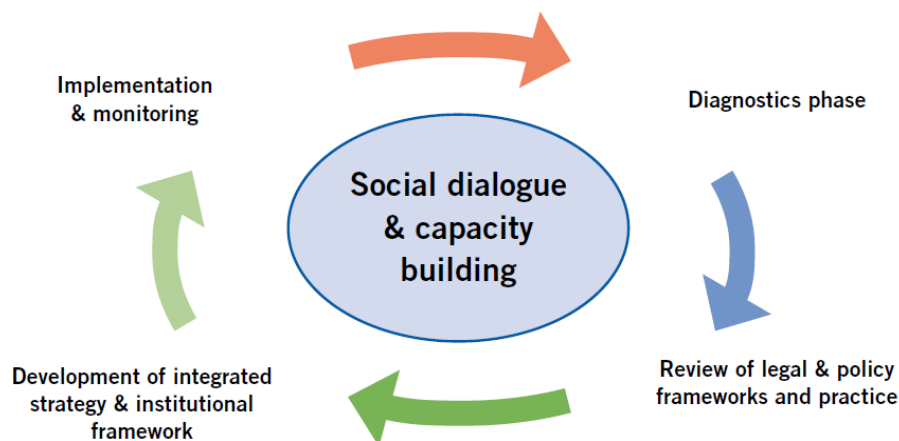 Implementation
& monitoring
Diagnostics phase
Social dialogue
& capacity
building
Development of integrated
strategy & institutional
framework
Review of legal & policy
frameworks and practice